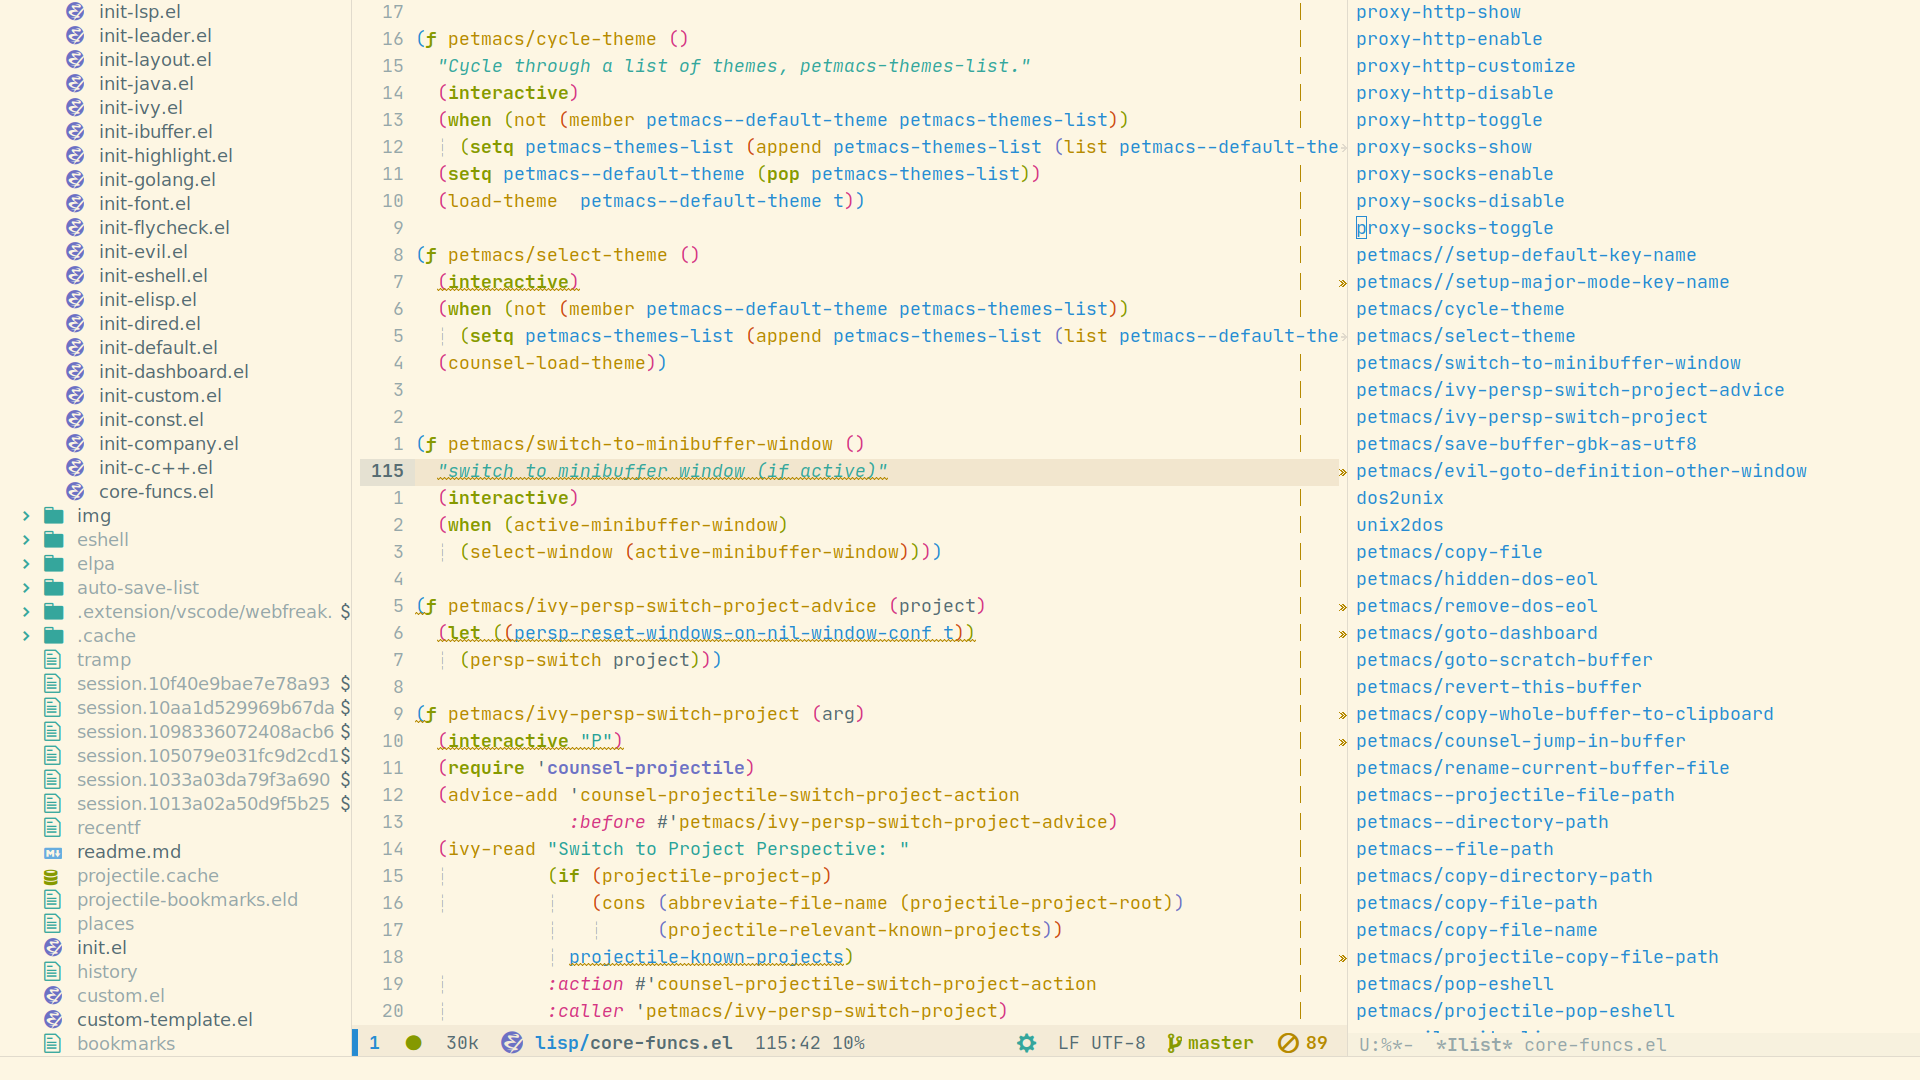 init-lsp.el
init-leader.el
init-layout.el
init-java.el
init-ivy.el
init-ibuffer.el
init-highlight.el
init-golang.el
init-font.el
init-flycheck.el
init-evil.el
init-eshell.el
init-elisp.el
init-dired.el
init-default.el
init-dashboard.el
init-custom.el
init-const.el
init-company.el
init-c-c++.el
core-funcs.el
img
eshell
elpa
auto-save-list
.extension/vscode/webfreak. $
.cache
tramp
session.10f40e9bae7e78a93 $
session.10aa1d529969b67da $
session.1098336072408acb6 $
session.105079e031fc9d2cd1$
session.1033a03da79f3a690 $
session.1013a02a50d9f5b25 $
recentf
readme.md
projectile.cache
projectile-bookmarks.eld
places
init.el
history
custom.el
custom-template.el
bookmarks
17
16 (ƒ petmacs/cycle-theme ()
15 "Cycle through a list of themes, petmacs-themes-list."
14 (interactive)
13 (when (not (member petmacs--default-theme petmacs-themes-list))
12 (setq petmacs-themes-list (append petmacs-themes-list (list petmacs--default-the
11 (setq petmacs--default-theme (pop petmacs-themes-list))
10 (load-theme  petmacs--default-theme t))
9
8 (ƒ petmacs/select-theme ()
7 (interactive)
6 (when (not (member petmacs--default-theme petmacs-themes-list))
5 (setq petmacs-themes-list (append petmacs-themes-list (list petmacs--default-the
4 (counsel-load-theme))
3
2
1 (ƒ petmacs/switch-to-minibuffer-window ()
115 "switch to minibuffer window (if active)"
1 (interactive)
2 (when (active-minibuffer-window)
3 (select-window (active-minibuffer-window))))
4
5 (ƒ petmacs/ivy-persp-switch-project-advice (project)
6 (let ((persp-reset-windows-on-nil-window-conf t))
7 (persp-switch project)))
8
9 (ƒ petmacs/ivy-persp-switch-project (arg)
10 (interactive "P")
11 (require 'counsel-projectile)
12 (advice-add 'counsel-projectile-switch-project-action
13 :before #'petmacs/ivy-persp-switch-project-advice)
14 (ivy-read "Switch to Project Perspective: "
15 (if (projectile-project-p)
16 (cons (abbreviate-file-name (projectile-project-root))
17 (projectile-relevant-known-projects))
18 projectile-known-projects)
19 :action #'counsel-projectile-switch-project-action
20 :caller 'petmacs/ivy-persp-switch-project)
1 30k lisp/core-funcs.el 115:42 10% LF UTF-8 master 89
proxy-http-show
proxy-http-enable
proxy-http-customize
proxy-http-disable
proxy-http-toggle
proxy-socks-show
proxy-socks-enable
proxy-socks-disable
proxy-socks-toggle
petmacs//setup-default-key-name
petmacs//setup-major-mode-key-name
petmacs/cycle-theme
petmacs/select-theme
petmacs/switch-to-minibuffer-window
petmacs/ivy-persp-switch-project-advice
petmacs/ivy-persp-switch-project
petmacs/save-buffer-gbk-as-utf8
petmacs/evil-goto-definition-other-window
dos2unix
unix2dos
petmacs/copy-file
petmacs/hidden-dos-eol
petmacs/remove-dos-eol
petmacs/goto-dashboard
petmacs/goto-scratch-buffer
petmacs/revert-this-buffer
petmacs/copy-whole-buffer-to-clipboard
petmacs/counsel-jump-in-buffer
petmacs/rename-current-buffer-file
petmacs--projectile-file-path
petmacs--directory-path
petmacs--file-path
petmacs/copy-directory-path
petmacs/copy-file-path
petmacs/copy-file-name
petmacs/projectile-copy-file-path
petmacs/pop-eshell
petmacs/projectile-pop-eshell
U:%*-  *Ilist* core-funcs.el